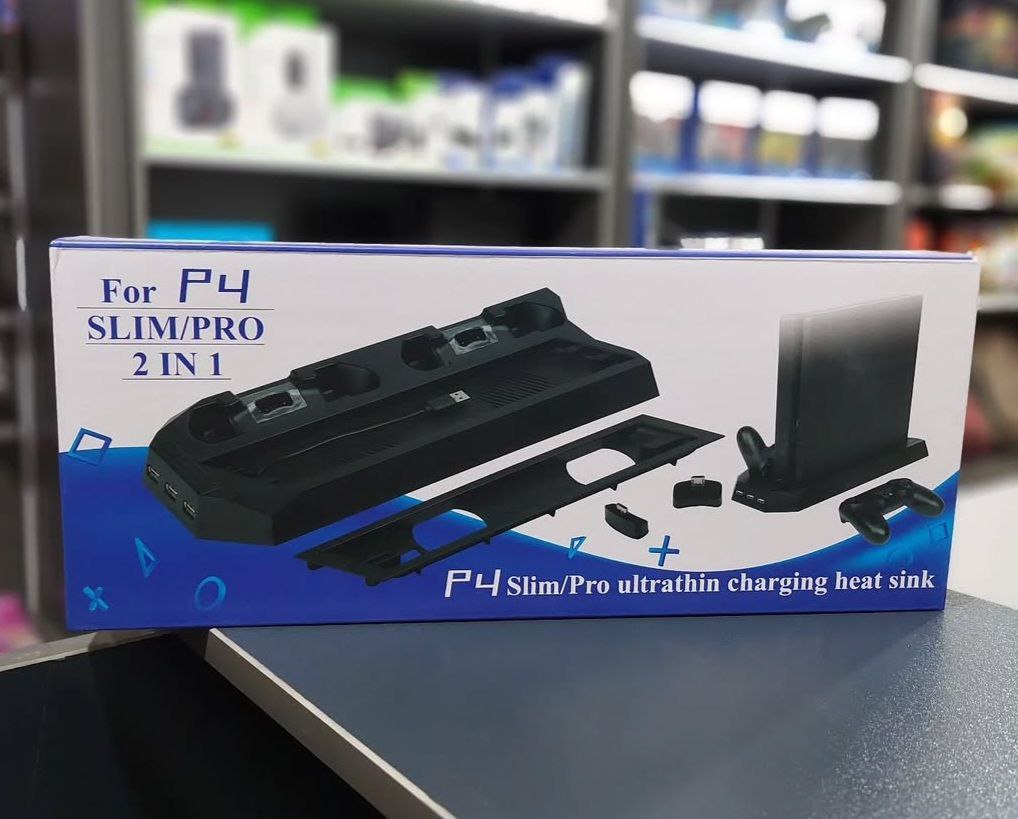 For P4
SLIM/PRO
2 IN 1
P4 Slim/Pro ultrathin charging heat sink